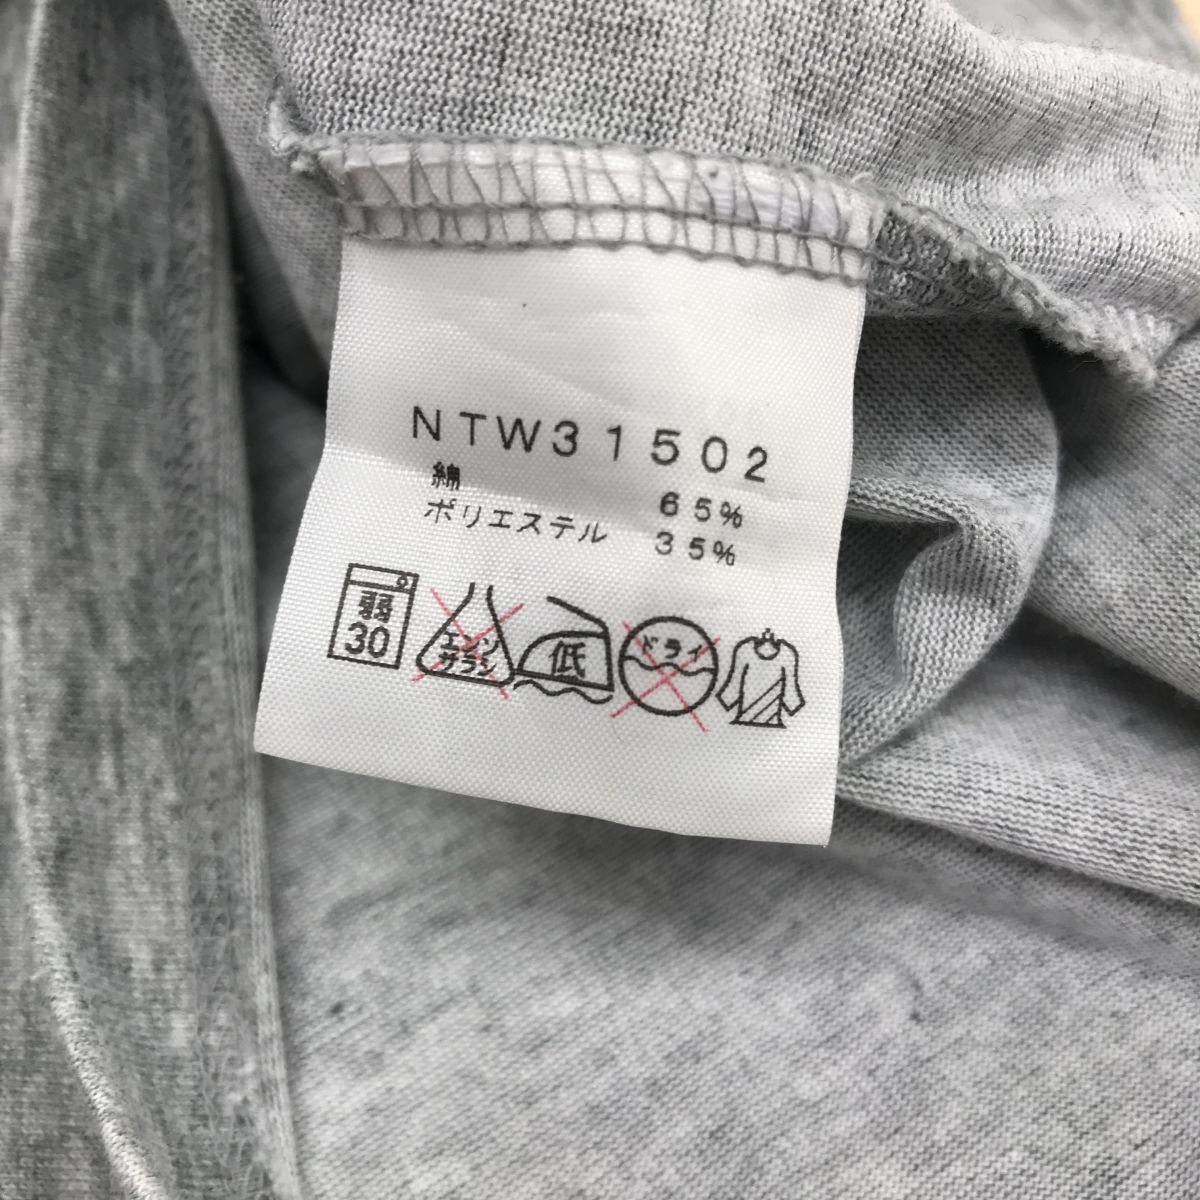 NTW31502
綿 65%
ポリエステル 35%
弱 30 エンソ サラシ 低 ドライ